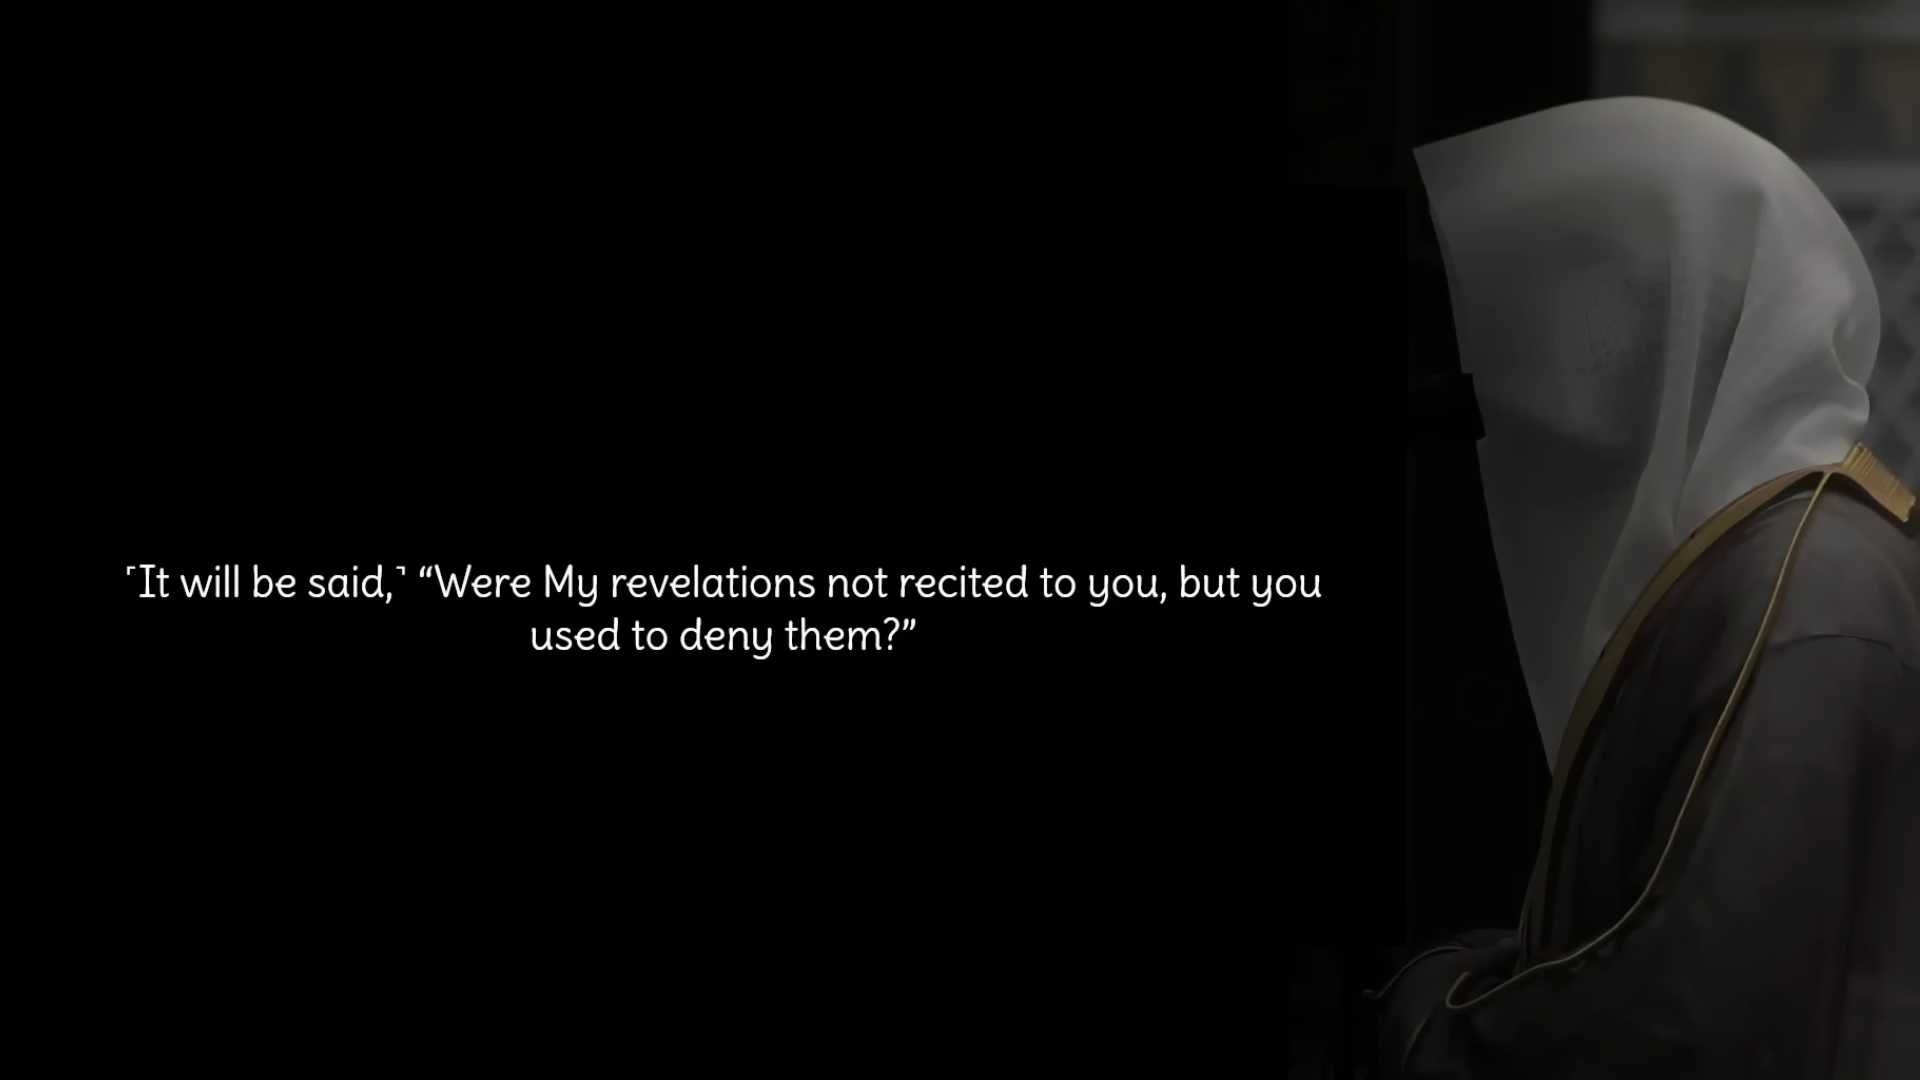 ⸢It will be said,⸣ “Were My revelations not recited to you, but you
used to deny them?”